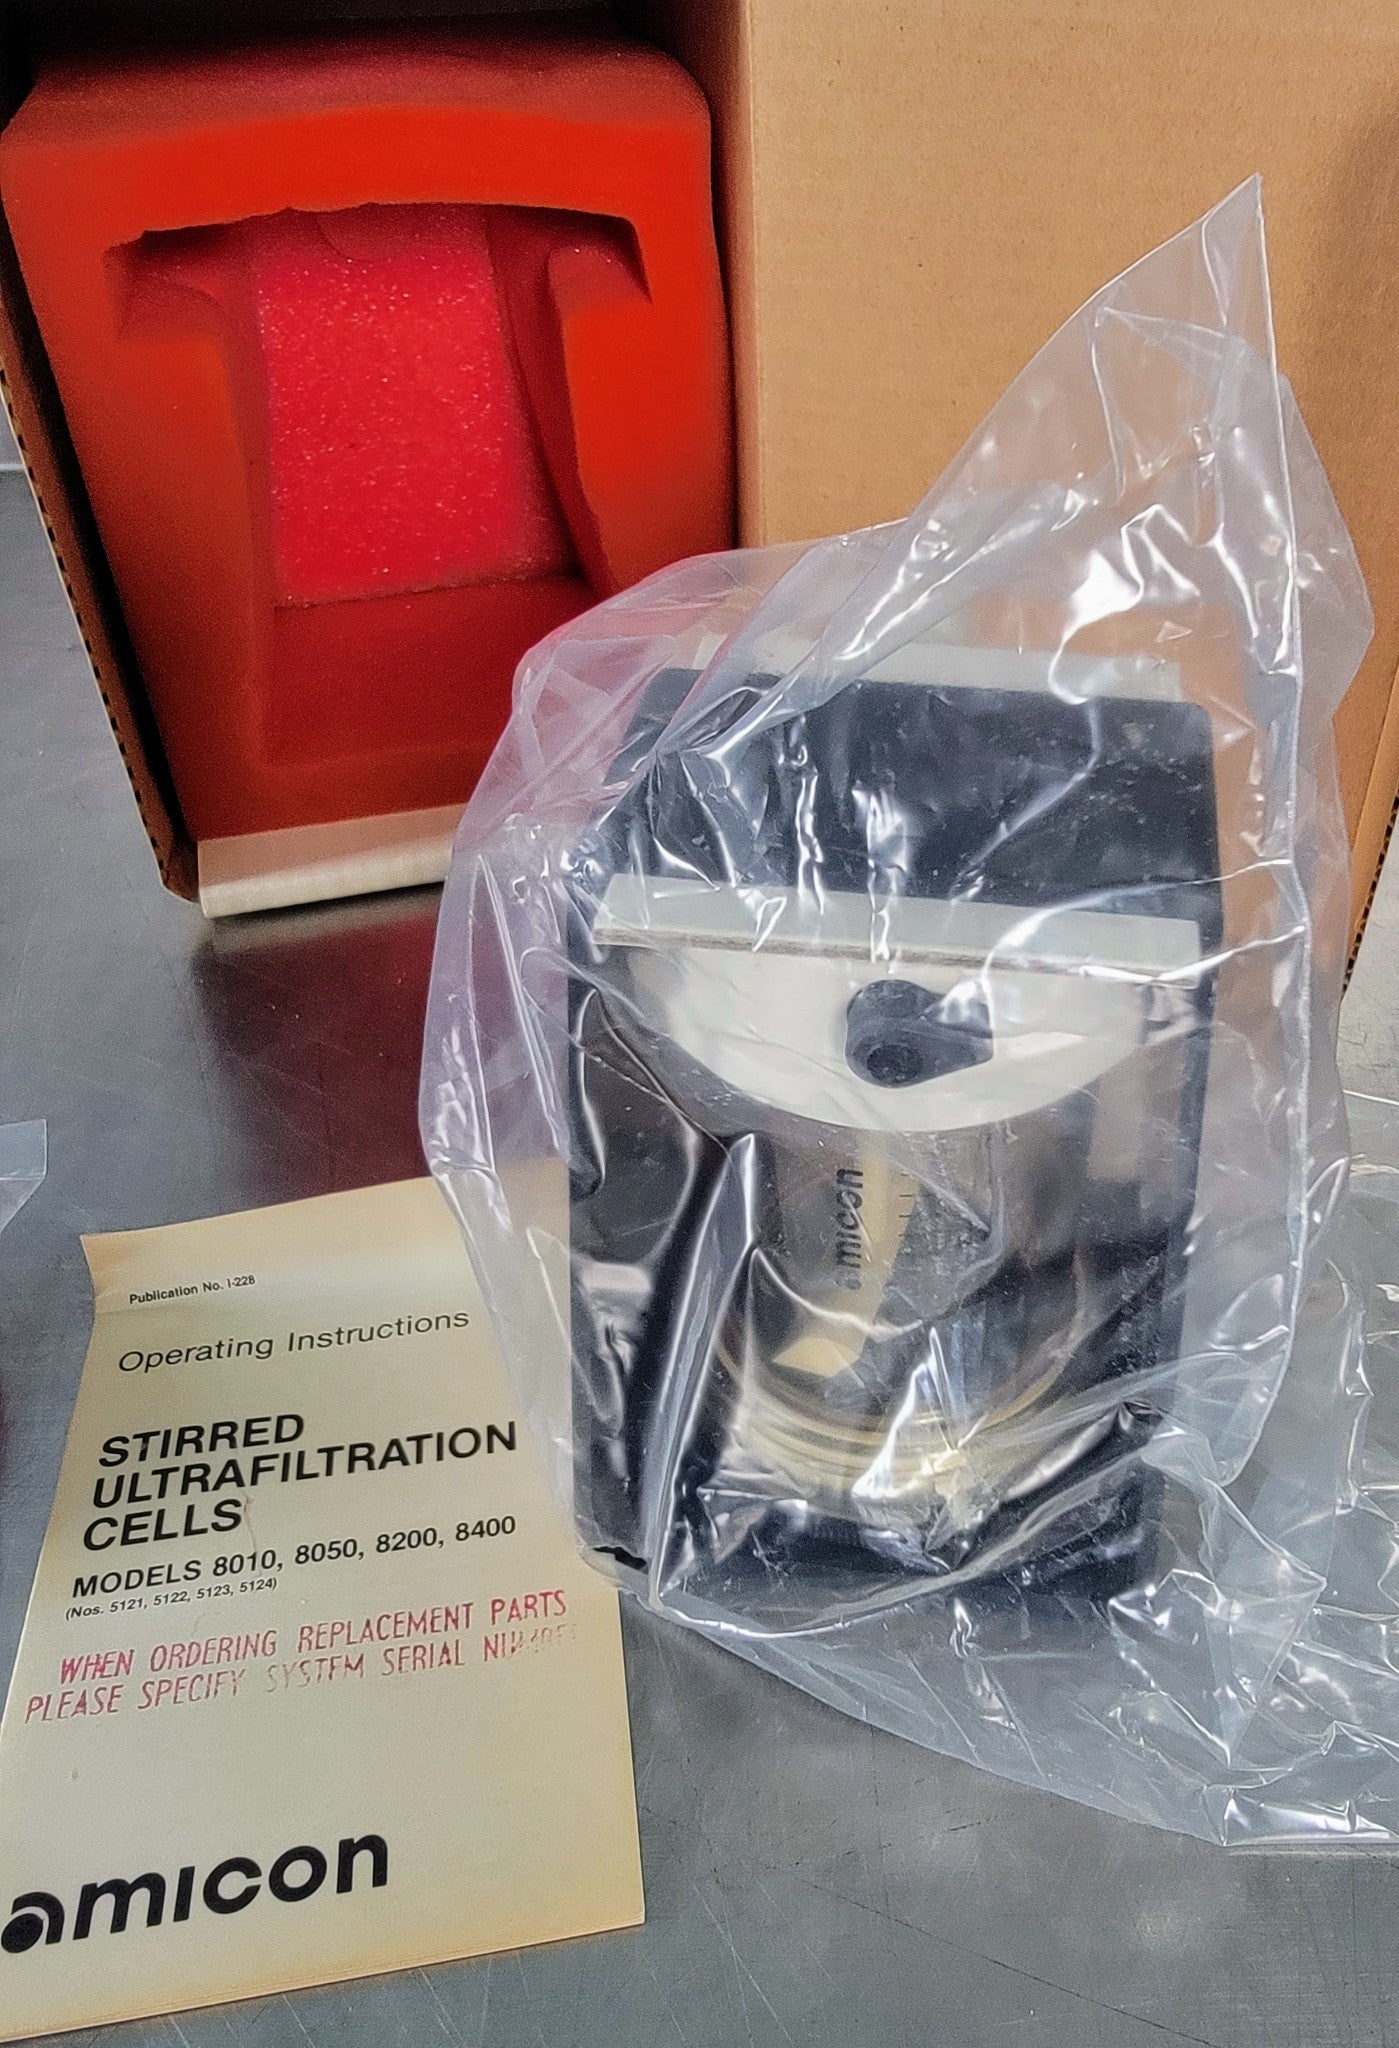 amicon
Publication No. I-228
Operating Instructions
STIRRED
ULTRAFILTRATION
CELLS
MODELS 8010, 8050, 8200, 8400
(Nos. 5121, 5122, 5123, 5124)
WHEN ORDERING REPLACEMENT PARTS
PLEASE SPECIFY SYSTEM SERIAL NUMBER
amicon